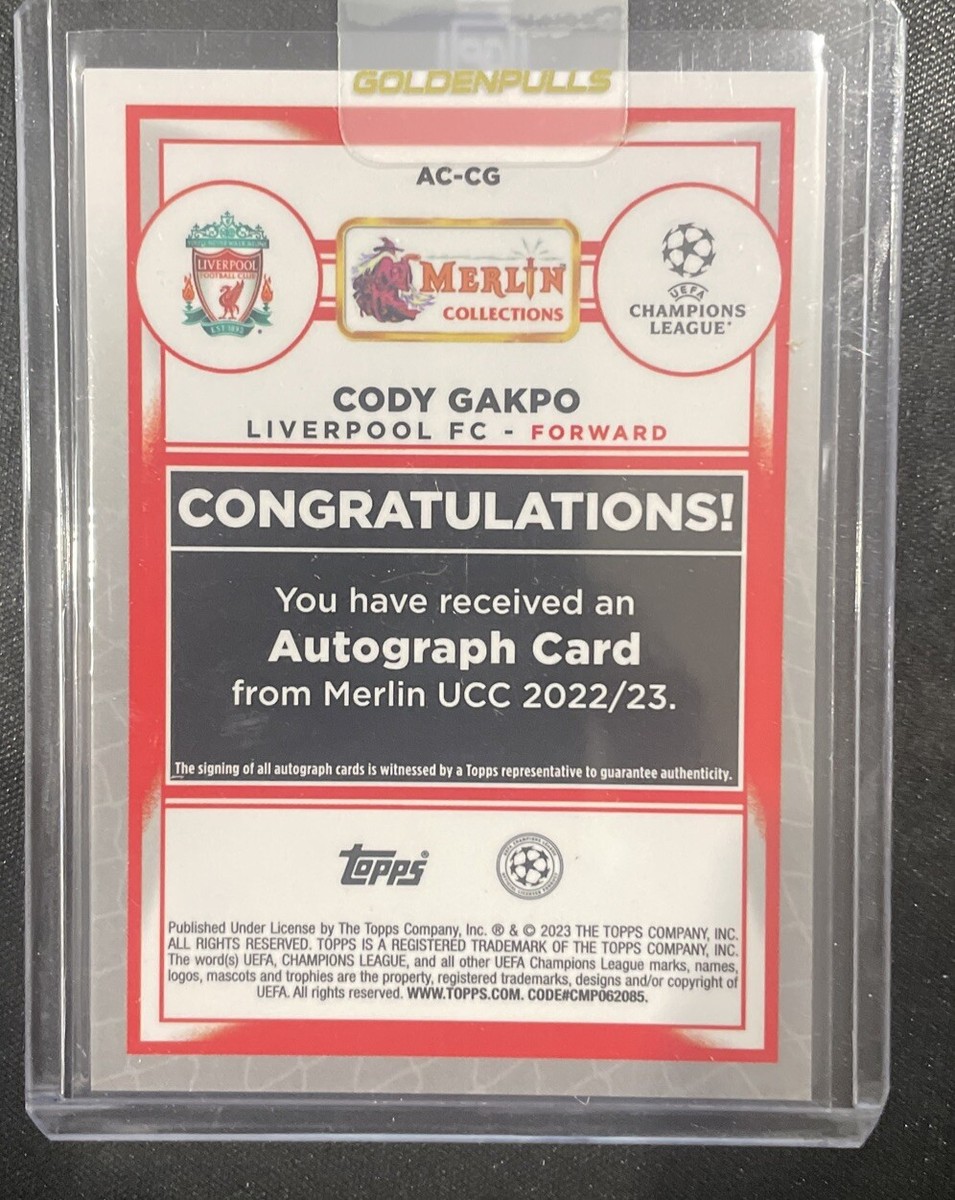 GOLDENPULLS
AC-CG
LIVERPOOL
FOOTBALL CLUB
EST·1892
MERLIN
COLLECTIONS
UEFA
CHAMPIONS
LEAGUE
CODY GAKPO
LIVERPOOL FC - FORWARD
CONGRATULATIONS!
You have received an
Autograph Card
from Merlin UCC 2022/23.
The signing of all autograph cards is witnessed by a Topps representative to guarantee authenticity.
topps®
Published Under License by The Topps Company, Inc. ® & © 2023 THE TOPPS COMPANY, INC.
ALL RIGHTS RESERVED. TOPPS IS A REGISTERED TRADEMARK OF THE TOPPS COMPANY, INC.
The word(s) UEFA, CHAMPIONS LEAGUE, and all other UEFA Champions League marks, names,
logos, mascots and trophies are the property, registered trademarks, designs and/or copyright of
UEFA. All rights reserved. WWW.TOPPS.COM. CODE#CMP062085.